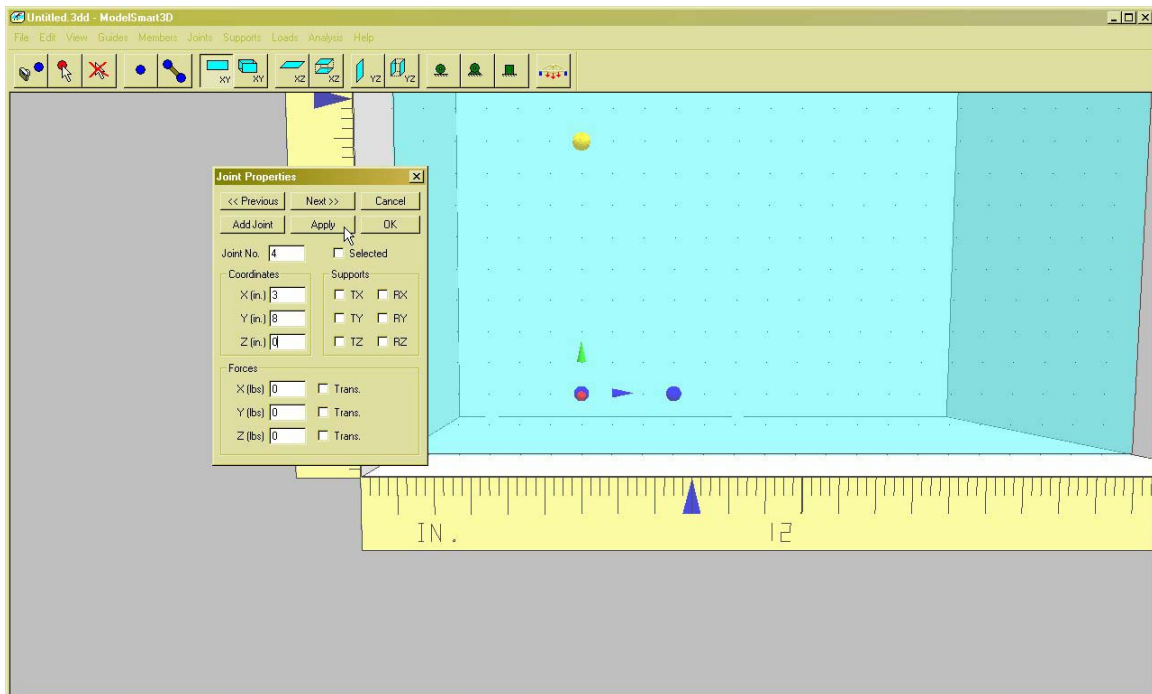 Untitled.3dd - ModelSmart3D
File Edit View Guides Members Joints Supports Loads Analysis Help
XY XY XZ XZ YZ YZ
Joint Properties
<< Previous Next >> Cancel
Add Joint Apply OK
Joint No. 4 Selected
Coordinates Supports
X (in.) 3 TX RX
Y (in.) 8 TY RY
Z (in.) 0 TZ RZ
Forces
X (lbs) 0 Trans.
Y (lbs) 0 Trans.
Z (lbs) 0 Trans.
IN. 12